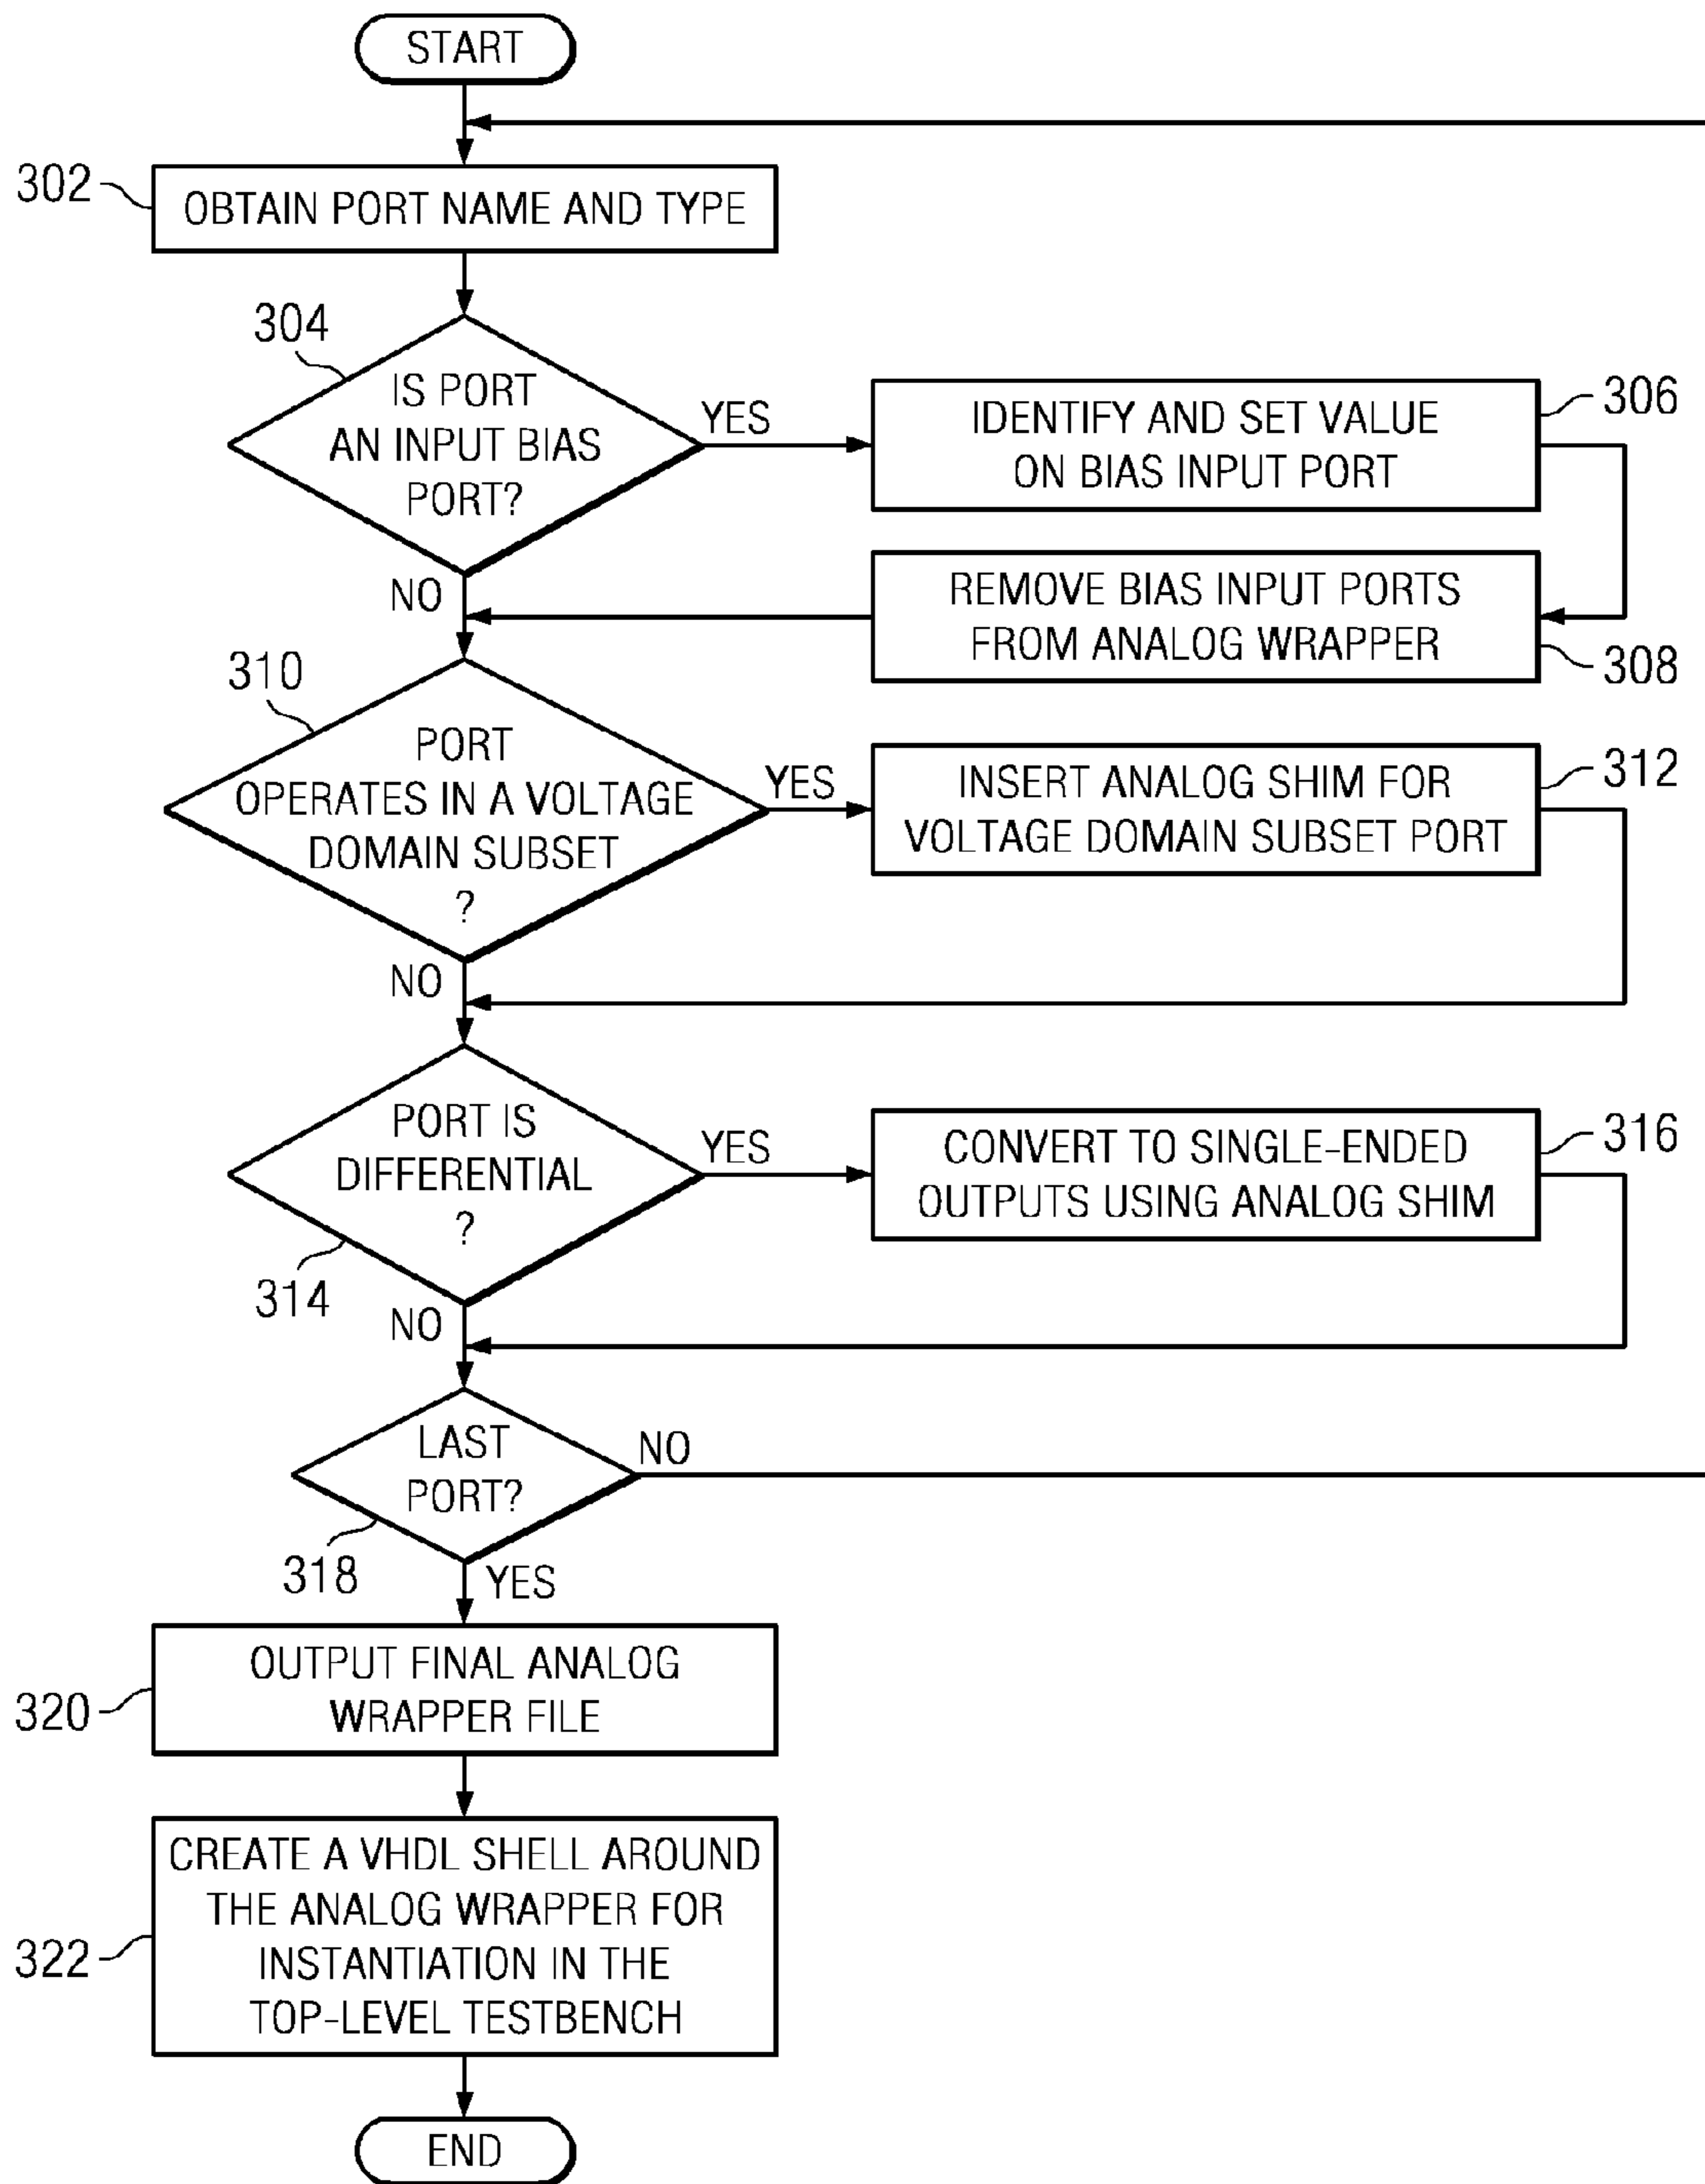 START
302
OBTAIN PORT NAME AND TYPE
304
IS PORT
AN INPUT BIAS
PORT?
YES
NO
IDENTIFY AND SET VALUE
ON BIAS INPUT PORT
306
REMOVE BIAS INPUT PORTS
FROM ANALOG WRAPPER
308
310
PORT
OPERATES IN A VOLTAGE
DOMAIN SUBSET
?
YES
NO
INSERT ANALOG SHIM FOR
VOLTAGE DOMAIN SUBSET PORT
312
PORT IS
DIFFERENTIAL
?
314
YES
NO
CONVERT TO SINGLE-ENDED
OUTPUTS USING ANALOG SHIM
316
LAST
PORT?
318
NO
YES
OUTPUT FINAL ANALOG
WRAPPER FILE
320
CREATE A VHDL SHELL AROUND
THE ANALOG WRAPPER FOR
INSTANTIATION IN THE
TOP-LEVEL TESTBENCH
322
END